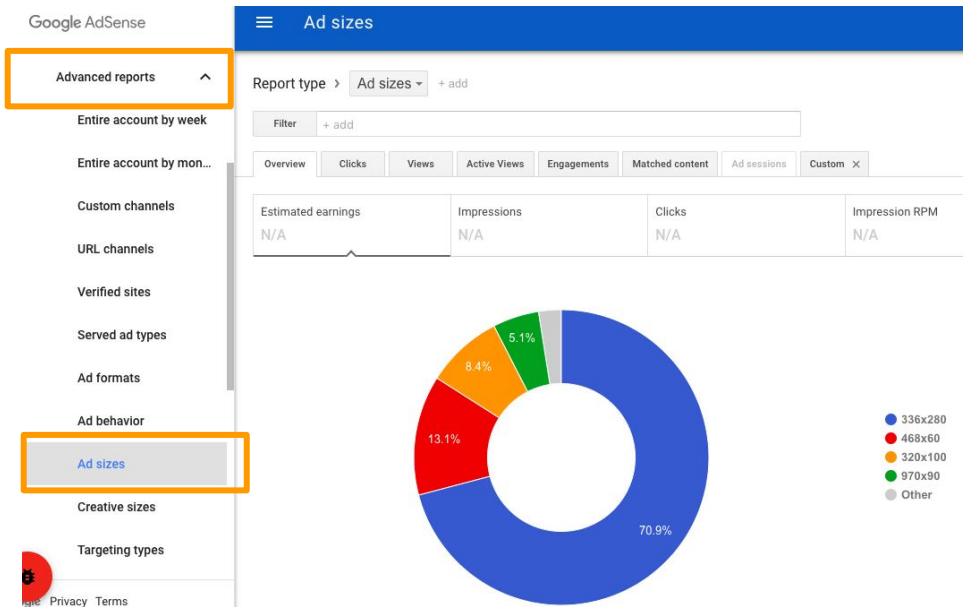 Google AdSense
Ad sizes
Advanced reports
Entire account by week
Entire account by mon...
Custom channels
URL channels
Verified sites
Served ad types
Ad formats
Ad behavior
Ad sizes
Creative sizes
Targeting types
Privacy Terms
Report type > Ad sizes + add
Filter + add
Overview Clicks Views Active Views Engagements Matched content Ad sessions Custom ×
Estimated earnings Impressions Clicks Impression RPM
N/A N/A N/A N/A
5.1%
8.4%
13.1%
70.9%
336x280
468x60
320x100
970x90
Other